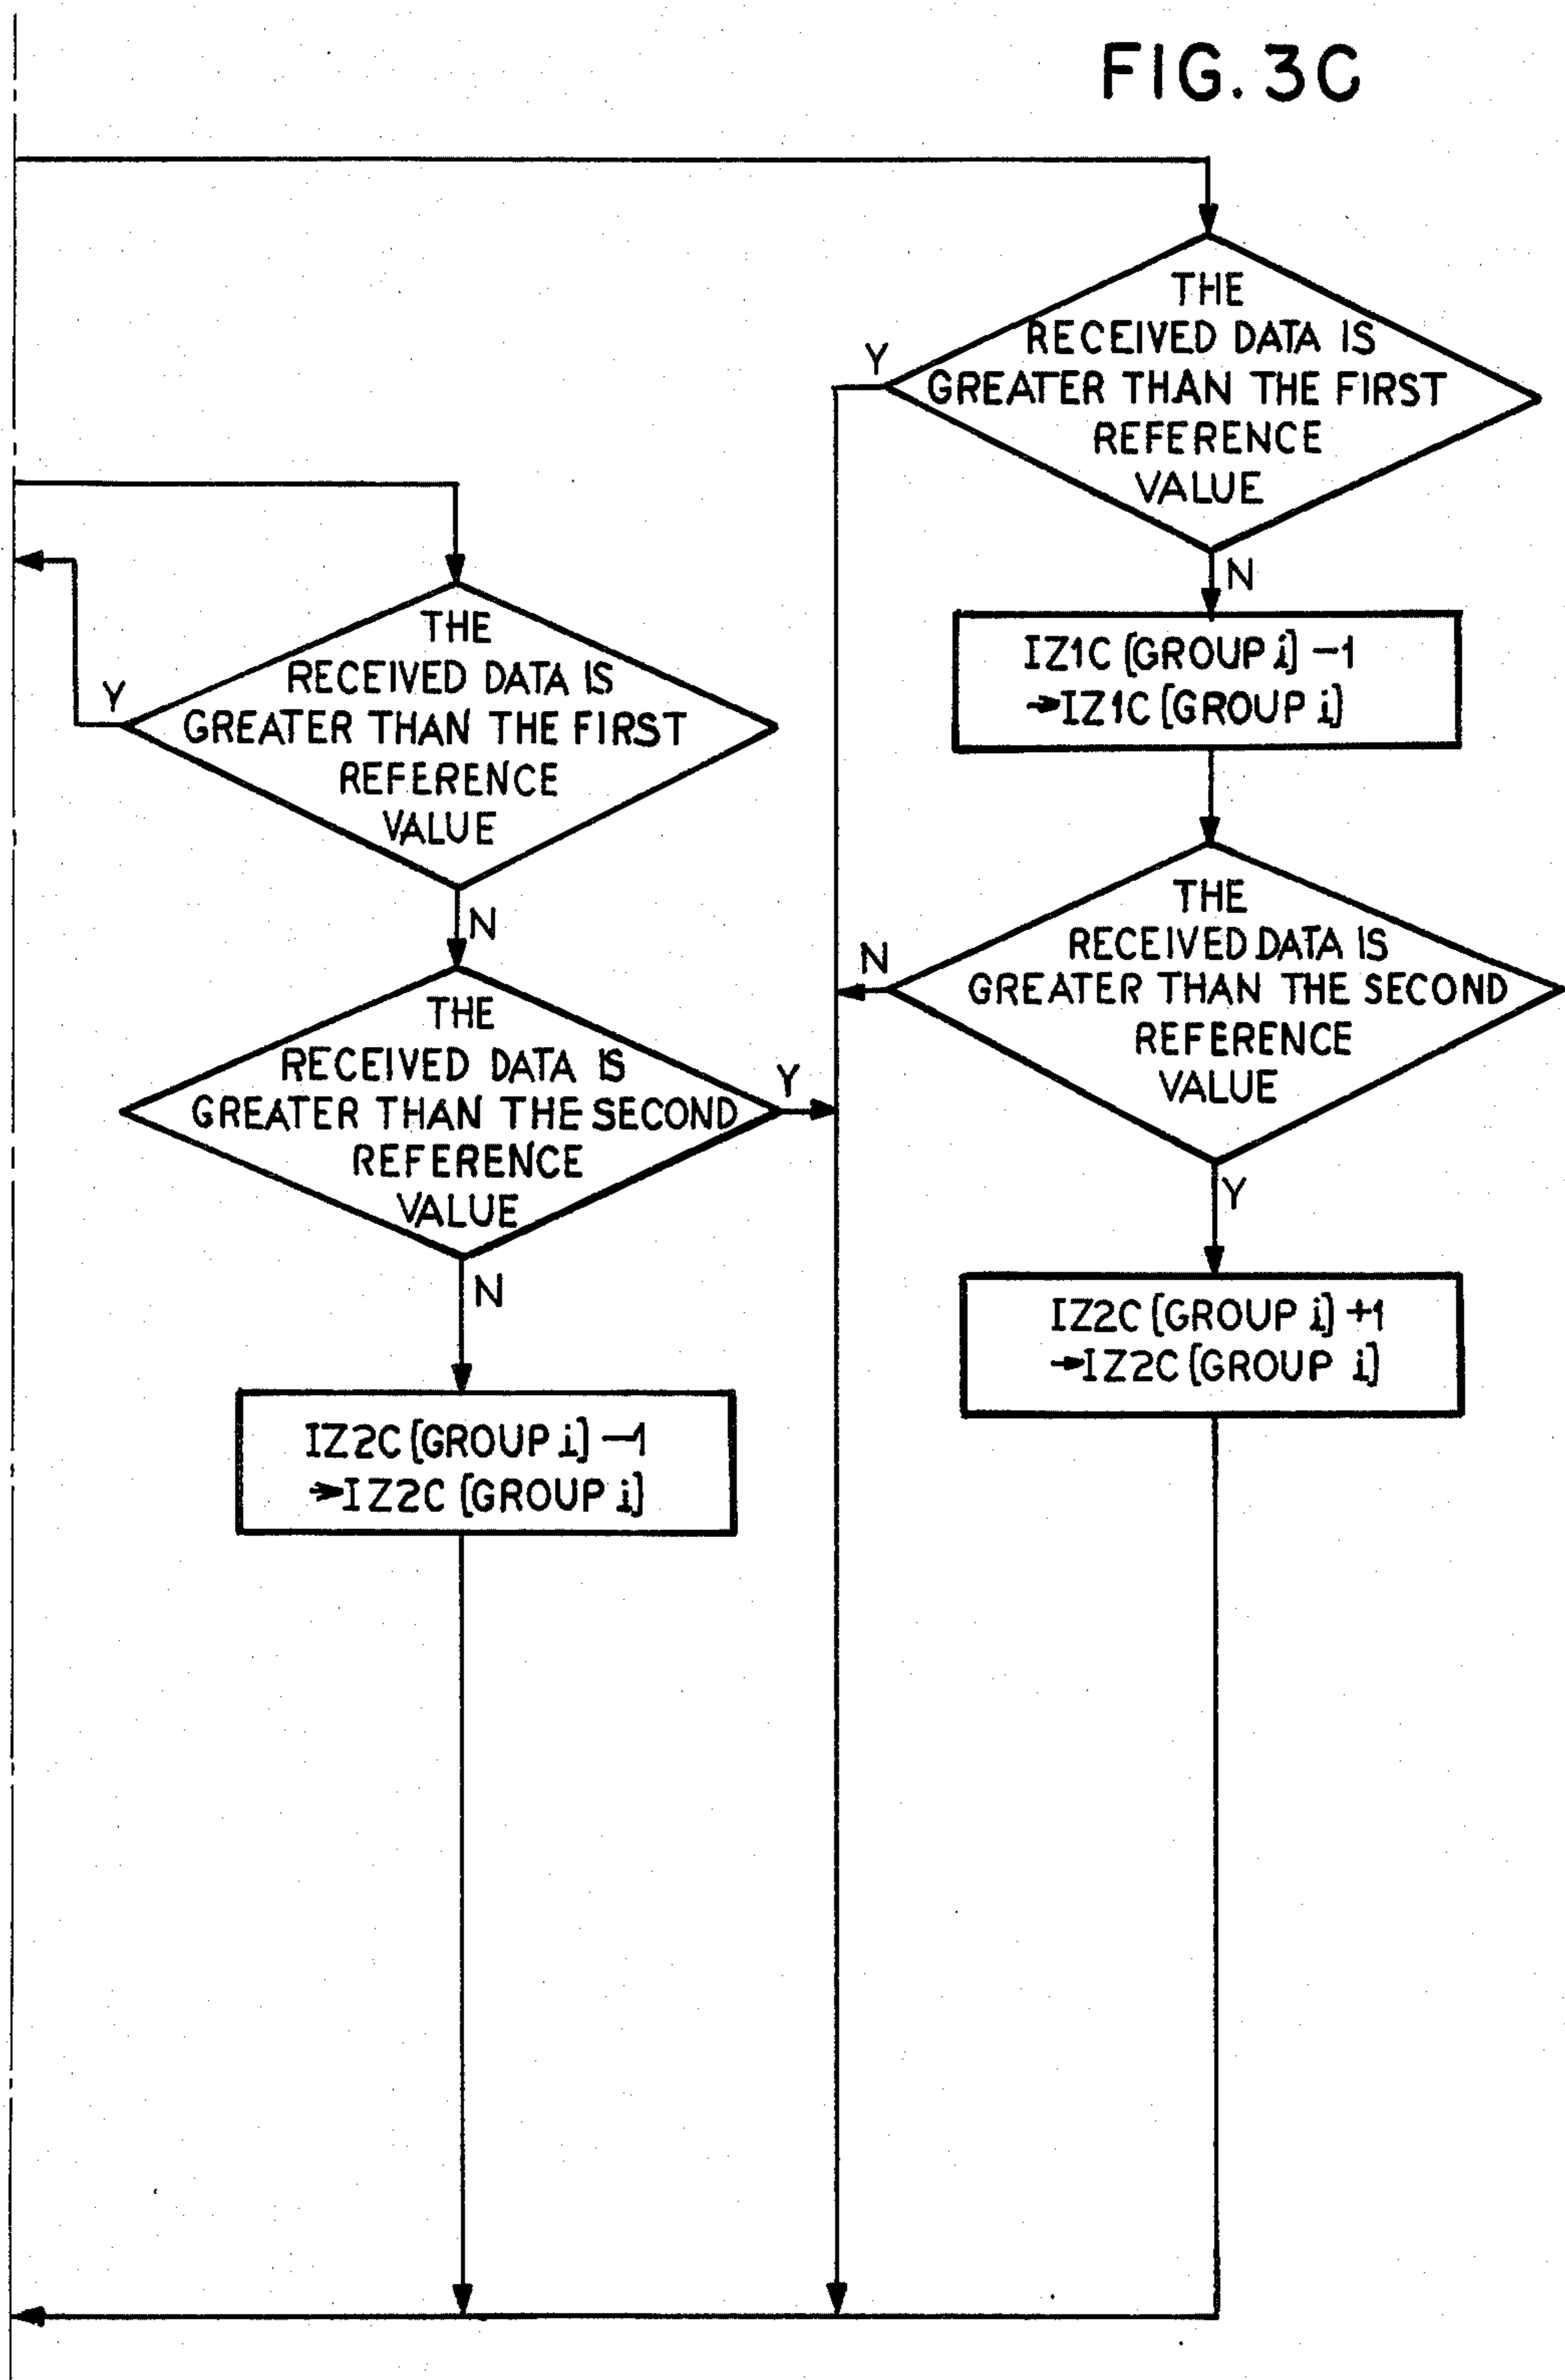 FIG. 3C
THE
RECEIVED DATA IS
GREATER THAN THE FIRST
REFERENCE
VALUE
Y
N
IZ1C (GROUP i) -1
→IZ1C (GROUP i)
THE
RECEIVED DATA IS
GREATER THAN THE SECOND
REFERENCE
VALUE
N
Y
IZ2C (GROUP i) +1
→IZ2C (GROUP i)
THE
RECEIVED DATA IS
GREATER THAN THE FIRST
REFERENCE
VALUE
Y
N
THE
RECEIVED DATA IS
GREATER THAN THE SECOND
REFERENCE
VALUE
Y
N
IZ2C (GROUP i) -1
→IZ2C (GROUP i)